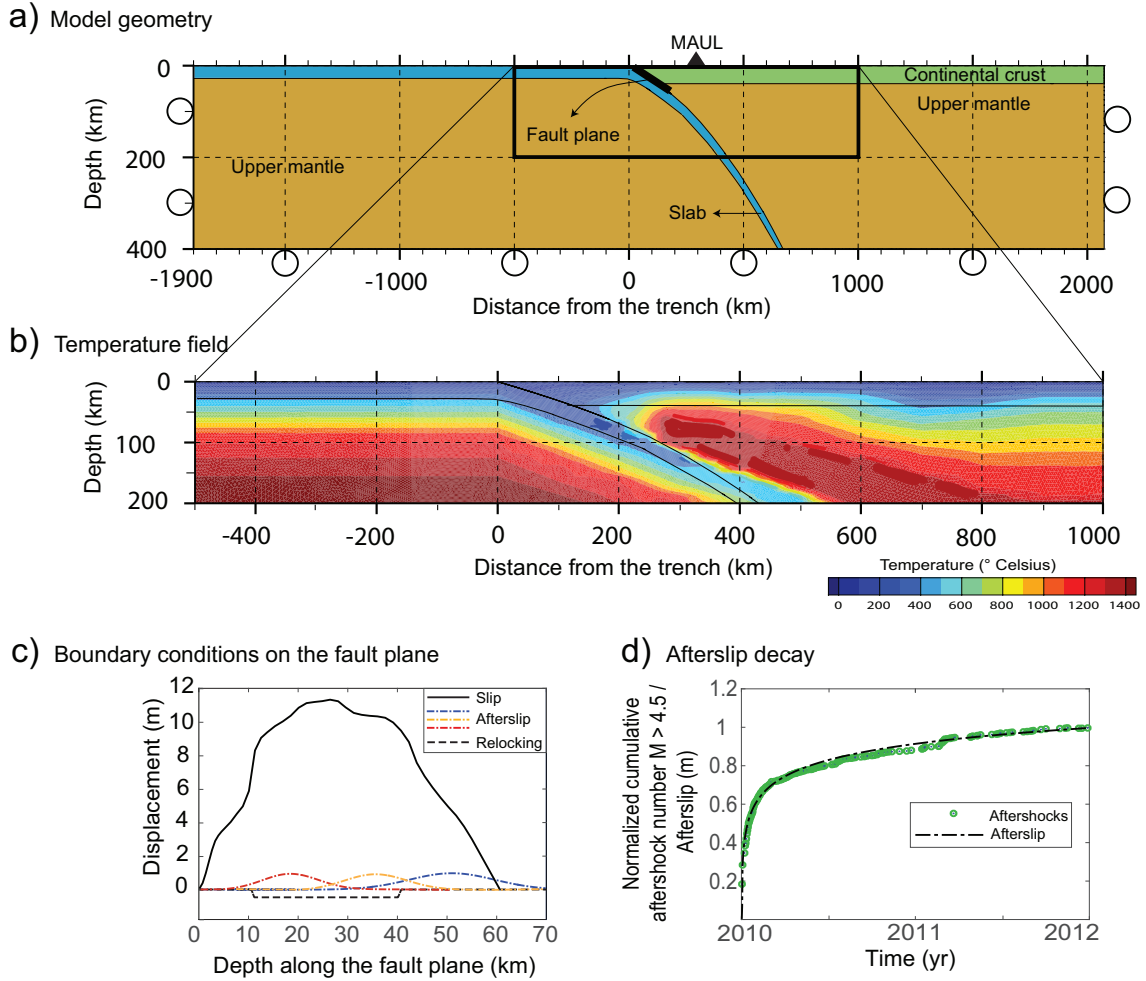 a) Model geometry
MAUL
0
200
400
Depth (km)
Continental crust
Upper mantle
Fault plane
Upper mantle
Slab
-1900
-1000
0
1000
2000
Distance from the trench (km)
b) Temperature field
0
100
200
Depth (km)
-400
-200
0
200
400
600
800
1000
Distance from the trench (km)
Temperature (° Celsius)
0 200 400 600 800 1000 1200 1400
c) Boundary conditions on the fault plane
12
10
8
6
4
2
0
Displacement (m)
Slip
Afterslip
Relocking
0 10 20 30 40 50 60 70
Depth along the fault plane (km)
d) Afterslip decay
Normalized cumulative
aftershock number M > 4.5 /
Afterslip (m)
1
0.8
0.6
0.4
0.2
Aftershocks
Afterslip
2010
2011
2012
Time (yr)